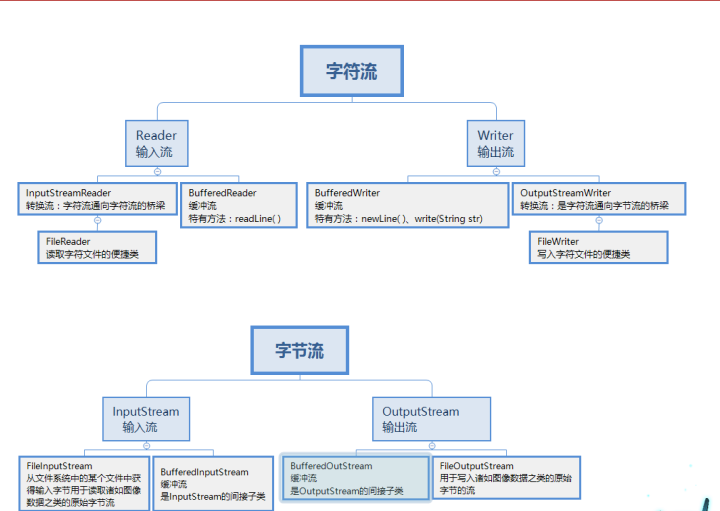 字符流
Reader
输入流
Writer
输出流
InputStreamReader
转换流：字符流通向字符流的桥梁
BufferedReader
缓冲流
特有方法：readLine( )
BufferedWriter
缓冲流
特有方法：newLine( )、write(String str)
OutputStreamWriter
转换流：是字符流通向字节流的桥梁
FileReader
读取字符文件的便捷类
FileWriter
写入字符文件的便捷类
字节流
InputStream
输入流
OutputStream
输出流
FileInputStream
从文件系统中的某个文件中获
得输入字节用于读取诸如图像
数据之类的原始字节流
BufferedInputStream
缓冲流
是InputStream的间接子类
BufferedOutStream
缓冲流
是OutputStream的间接子类
FileOutputStream
用于写入诸如图像数据之类的原始
字节的流